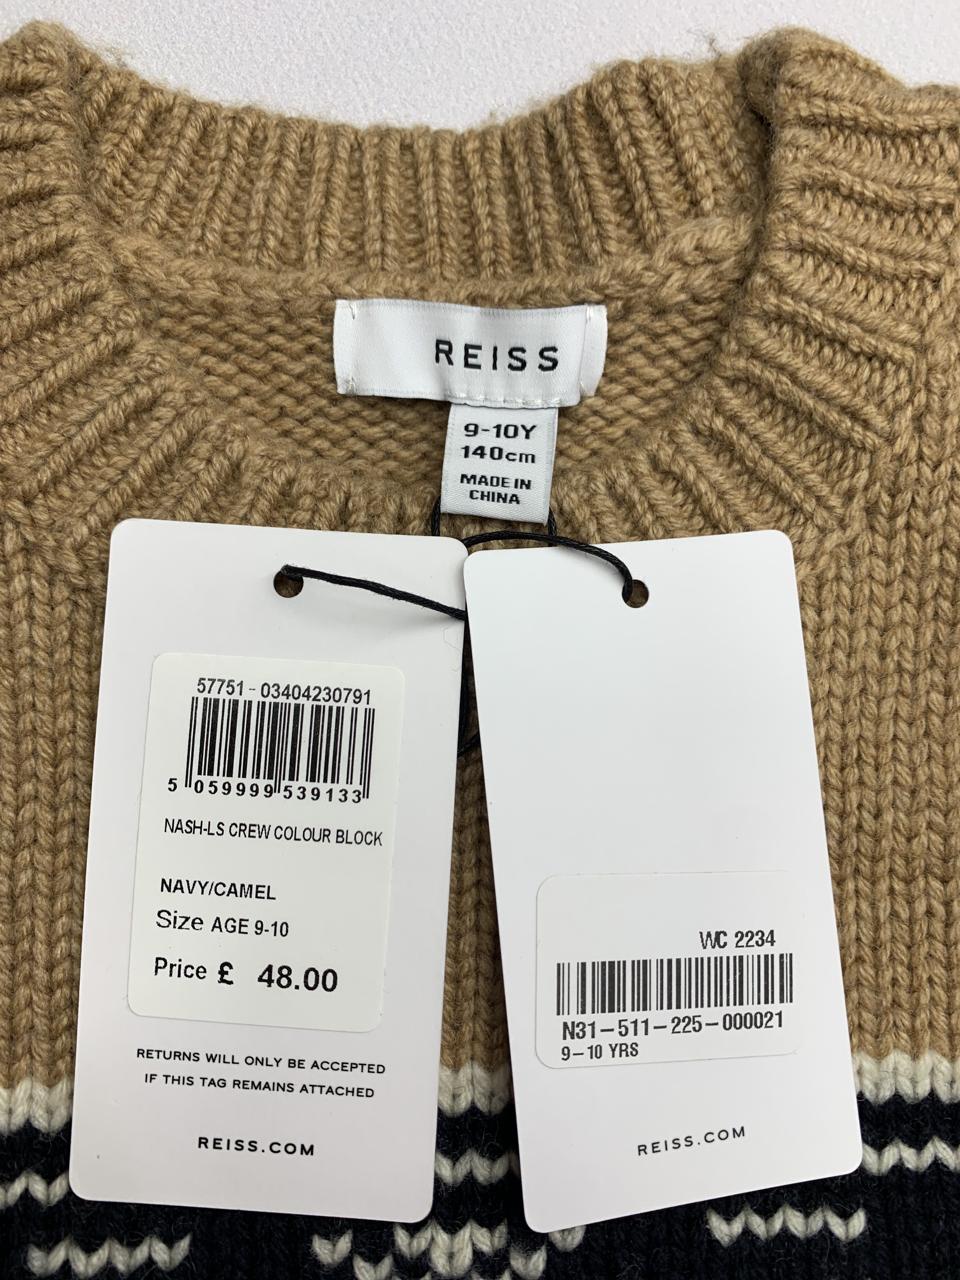 REISS
9-10Y
140cm
MADE IN
CHINA
57751 - 03404230791
5 059999 539133
NASH-LS CREW COLOUR BLOCK
NAVY/CAMEL
Size AGE 9-10
Price £ 48.00
RETURNS WILL ONLY BE ACCEPTED
IF THIS TAG REMAINS ATTACHED
REISS.COM
WC 2234
N31-511-225-000021
9-10 YRS
REISS.COM